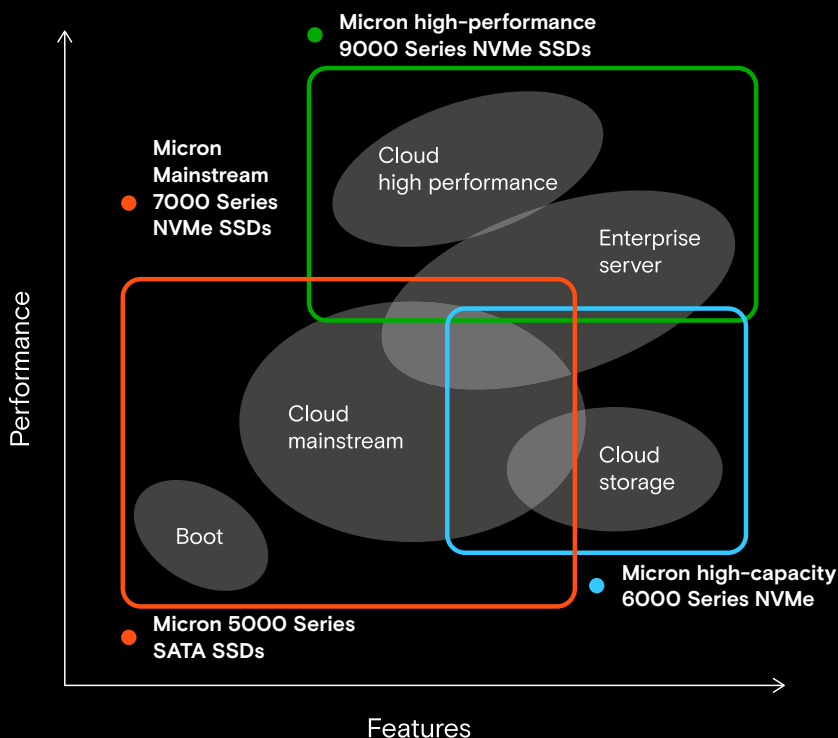 Micron high-performance
9000 Series NVMe SSDs
Micron
Mainstream
7000 Series
NVMe SSDs
Cloud
high performance
Enterprise
server
Performance
Cloud
mainstream
Cloud
storage
Boot
Micron high-capacity
6000 Series NVMe
Micron 5000 Series
SATA SSDs
Features